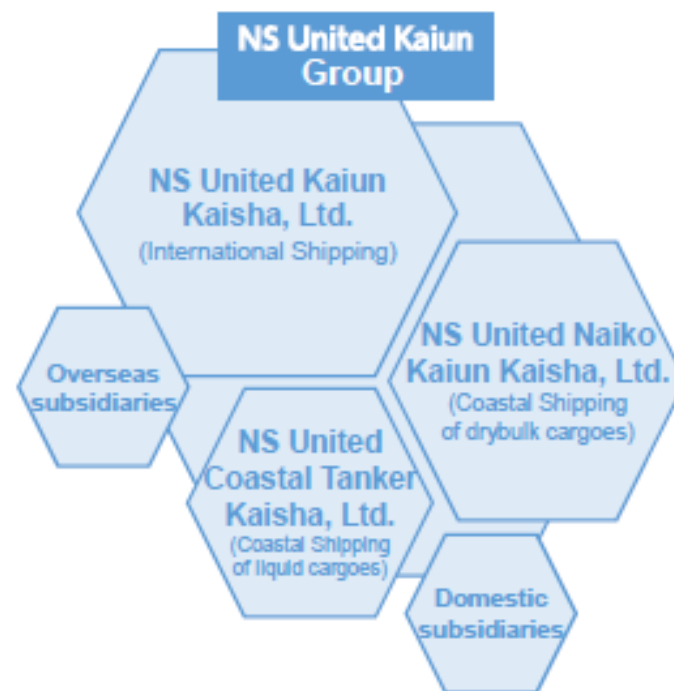 NS United Kaiun
Group
NS United Kaiun
Kaisha, Ltd.
(International Shipping)
NS United Naiko
Kaiun Kaisha, Ltd.
(Coastal Shipping
of drybulk cargoes)
Overseas
subsidiaries
NS United
Coastal Tanker
Kaisha, Ltd.
(Coastal Shipping
of liquid cargoes)
Domestic
subsidiaries